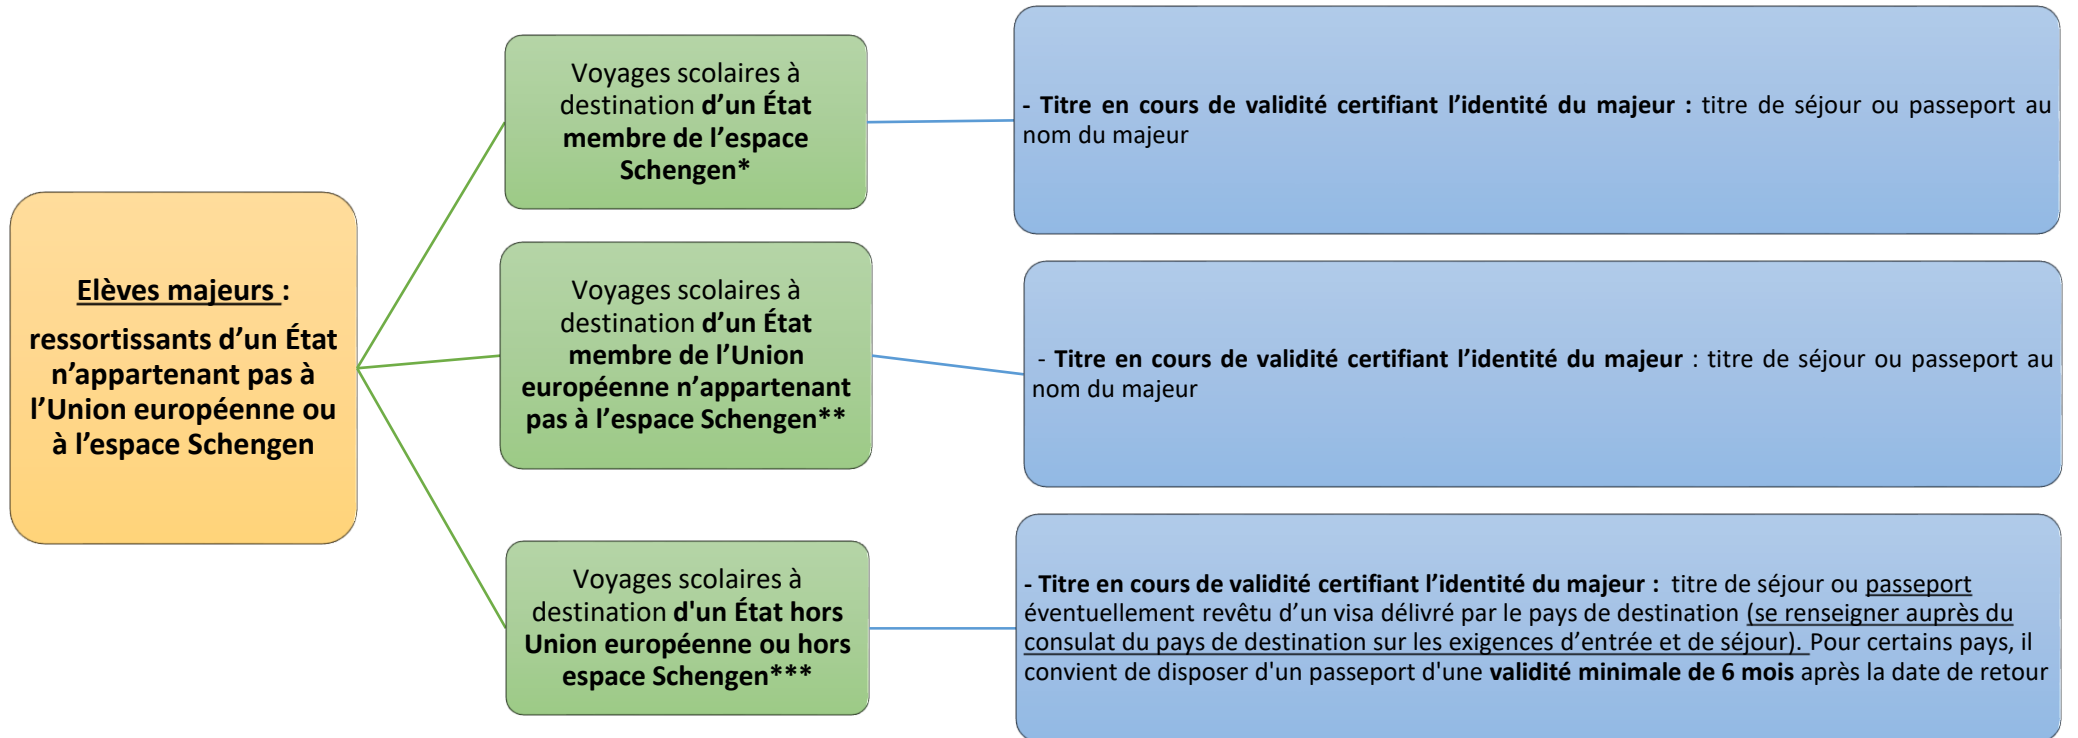 Elèves majeurs :
ressortissants d’un État
n’appartenant pas à
l’Union européenne ou
à l’espace Schengen
Voyages scolaires à
destination d’un État
membre de l’espace
Schengen*
- Titre en cours de validité certifiant l’identité du majeur : titre de séjour ou passeport au
nom du majeur
Voyages scolaires à
destination d’un État
membre de l’Union
européenne n’appartenant
pas à l’espace Schengen**
- Titre en cours de validité certifiant l’identité du majeur : titre de séjour ou passeport au
nom du majeur
Voyages scolaires à
destination d'un État hors
Union européenne ou hors
espace Schengen***
- Titre en cours de validité certifiant l’identité du majeur : titre de séjour ou passeport
éventuellement revêtu d’un visa délivré par le pays de destination (se renseigner auprès du
consulat du pays de destination sur les exigences d’entrée et de séjour). Pour certains pays, il
convient de disposer d'un passeport d'une validité minimale de 6 mois après la date de retour